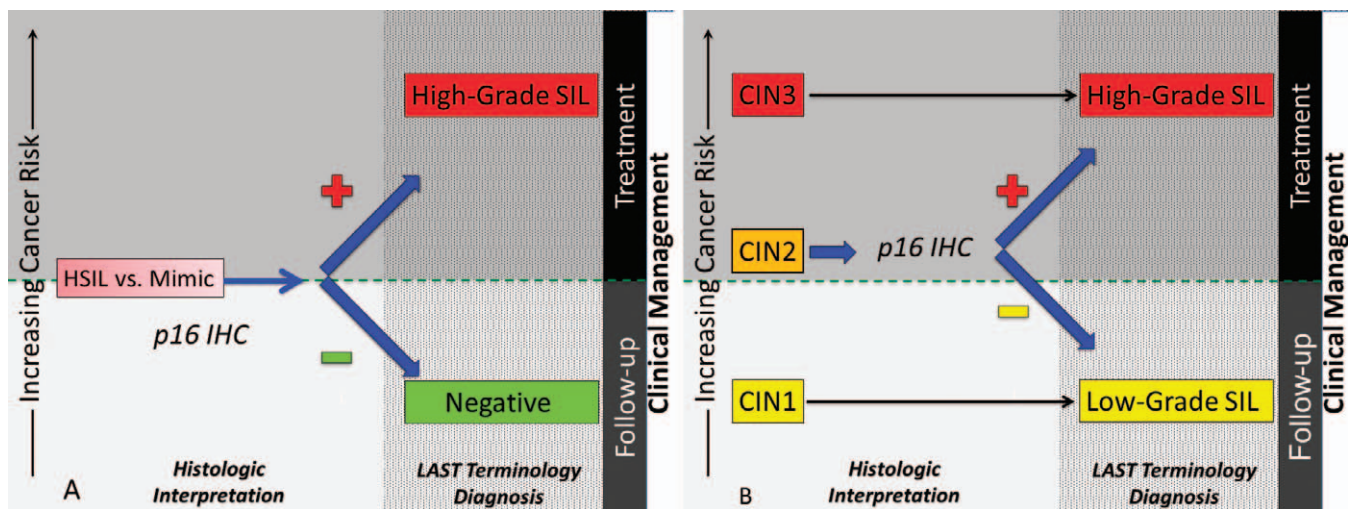 Increasing Cancer Risk
High-Grade SIL
+
HSIL vs. Mimic
p16 IHC
-
Negative
Histologic
Interpretation
LAST Terminology
Diagnosis
A
Treatment
Follow-up
Clinical Management
Increasing Cancer Risk
CIN3
High-Grade SIL
+
CIN2
p16 IHC
-
CIN1
Low-Grade SIL
Histologic
Interpretation
LAST Terminology
Diagnosis
B
Treatment
Follow-up
Clinical Management